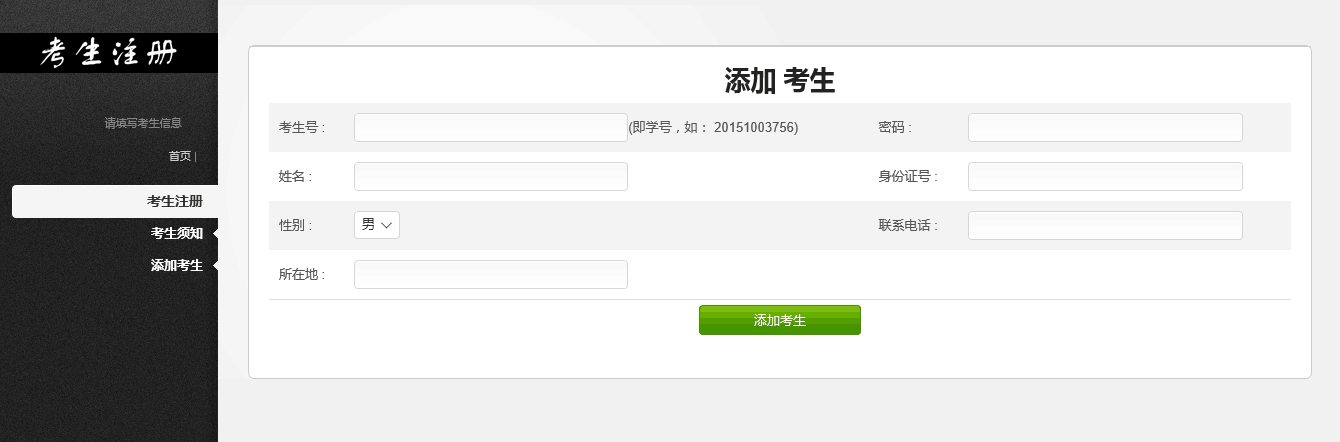 考生注册
请填写考生信息
首页 |
考生注册
考生须知
添加考生
添加 考生
考生号 : (即学号 , 如 : 20151003756) 密码 :
姓名 : 身份证号 :
性别 : 男 联系电话 :
所在地 :
添加考生